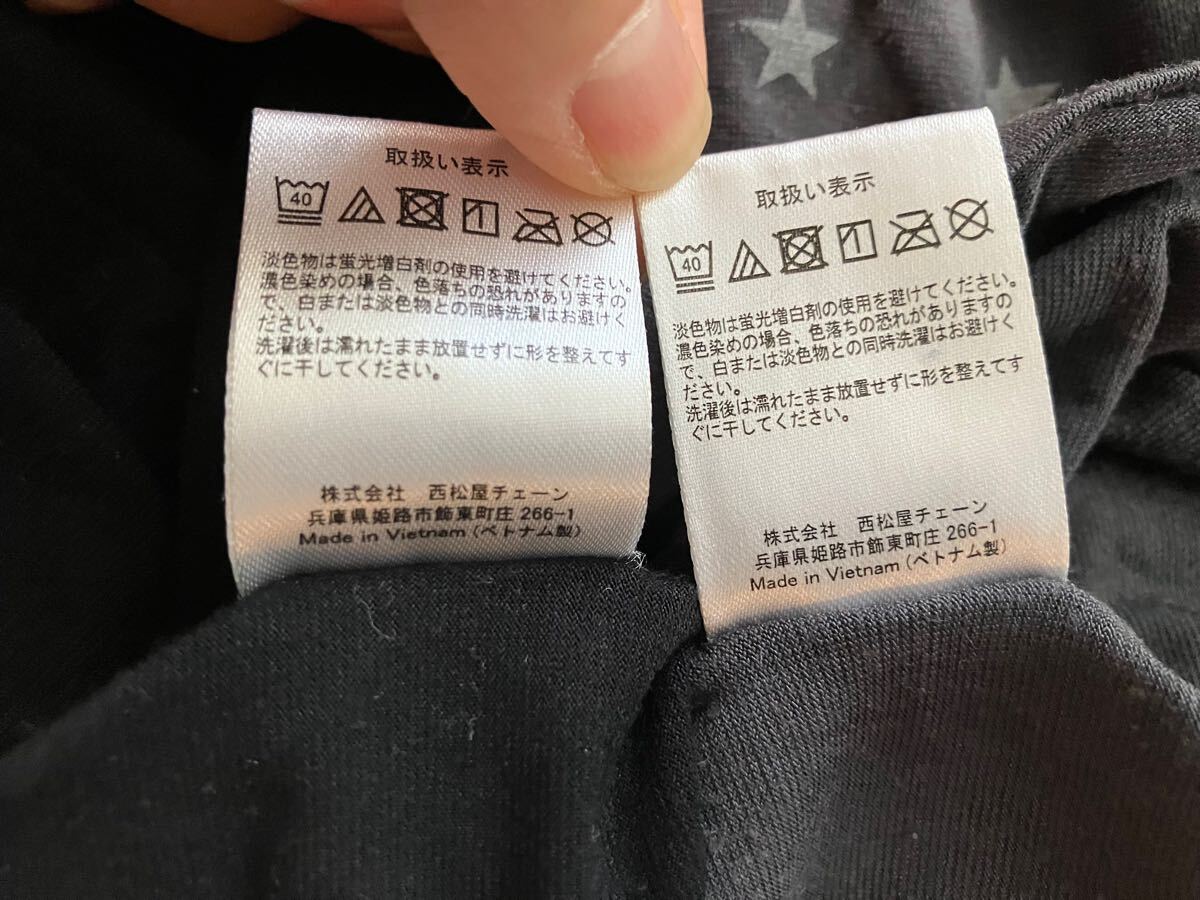 取扱い表示
40
淡色物は蛍光増白剤の使用を避けてください。
濃色染めの場合、色落ちの恐れがありますの
で、白または淡色物との同時洗濯はお避けく
ださい。
洗濯後は濡れたまま放置せずに形を整えてす
ぐに干してください。
株式会社 西松屋チェーン
兵庫県姫路市飾東町庄 266-1
Made in Vietnam (ベトナム製)
取扱い表示
40
淡色物は蛍光増白剤の使用を避けてください。
濃色染めの場合、色落ちの恐れがありますの
で、白または淡色物との同時洗濯はお避けく
ださい。
洗濯後は濡れたまま放置せずに形を整えてす
ぐに干してください。
株式会社 西松屋チェーン
兵庫県姫路市飾東町庄 266-1
Made in Vietnam (ベトナム製)